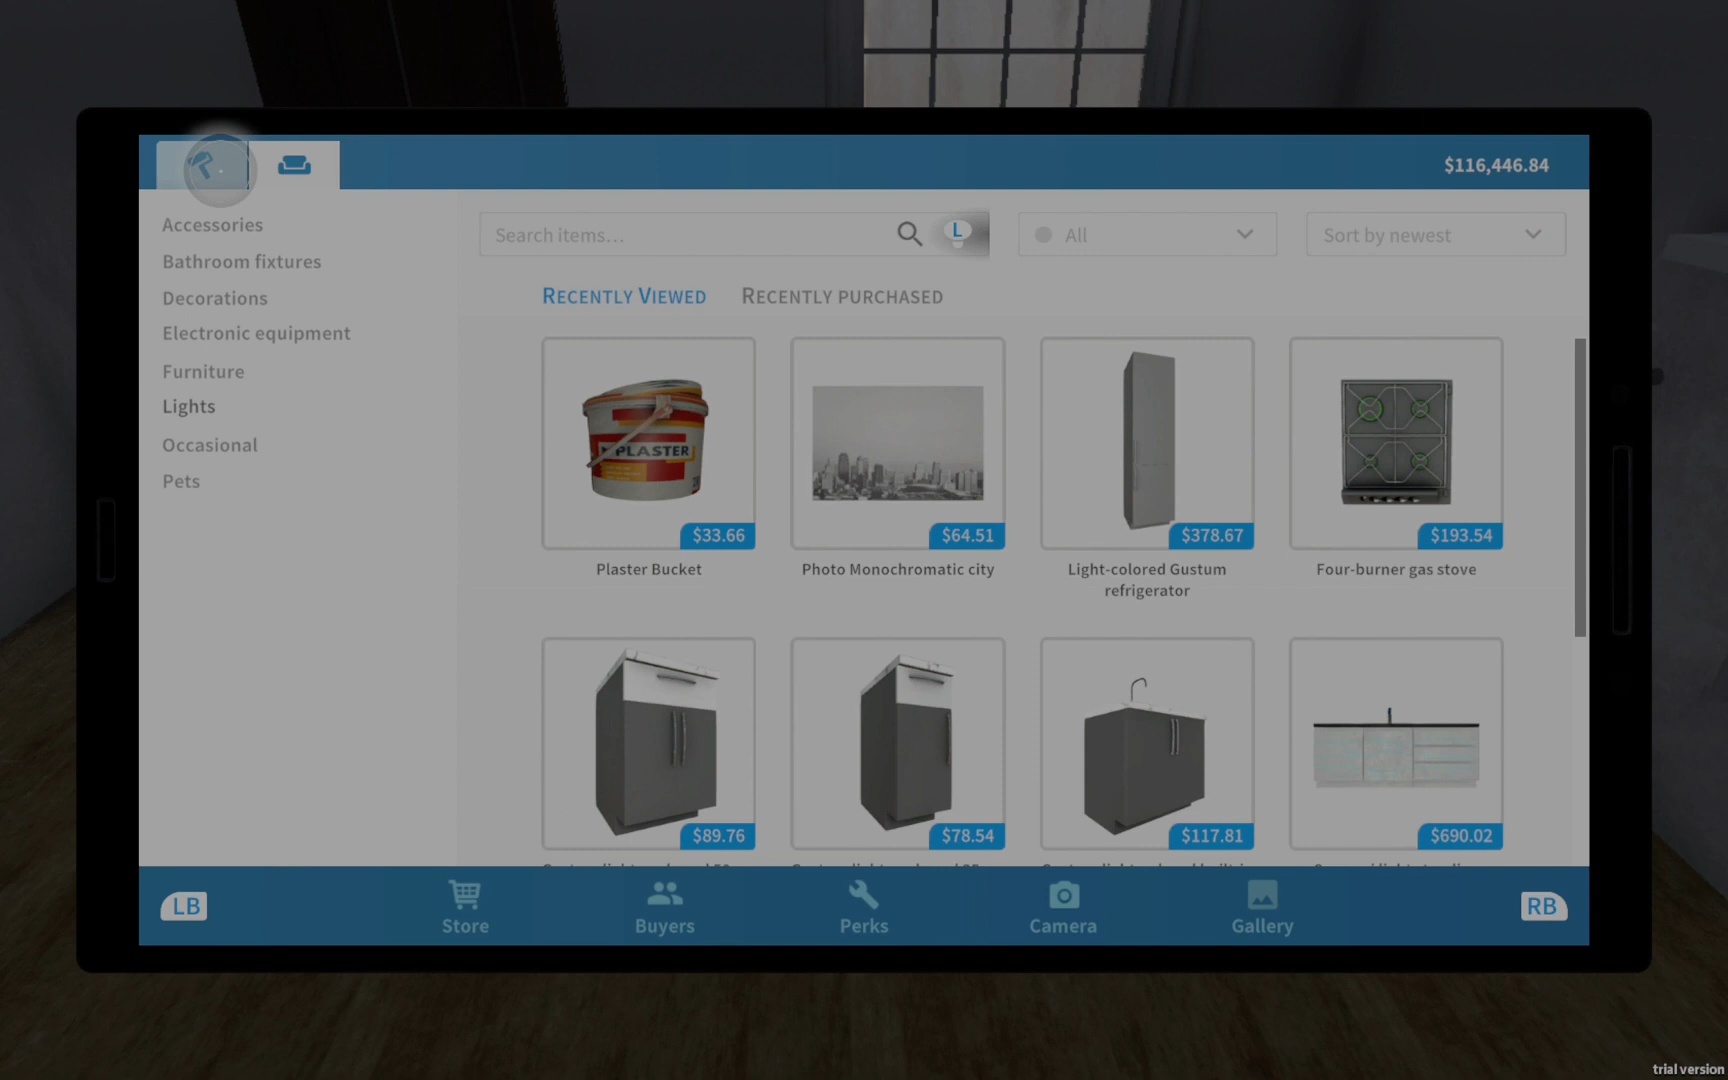 $116,446.84
Accessories
Bathroom fixtures
Decorations
Electronic equipment
Furniture
Lights
Occasional
Pets
Search items...
L
All
Sort by newest
RECENTLY VIEWED
RECENTLY PURCHASED
PLASTER
$33.66
Plaster Bucket
$64.51
Photo Monochromatic city
$378.67
Light-colored Gustum
refrigerator
$193.54
Four-burner gas stove
$89.76
$78.54
$117.81
$690.02
LB
Store
Buyers
Perks
Camera
Gallery
RB
trial version